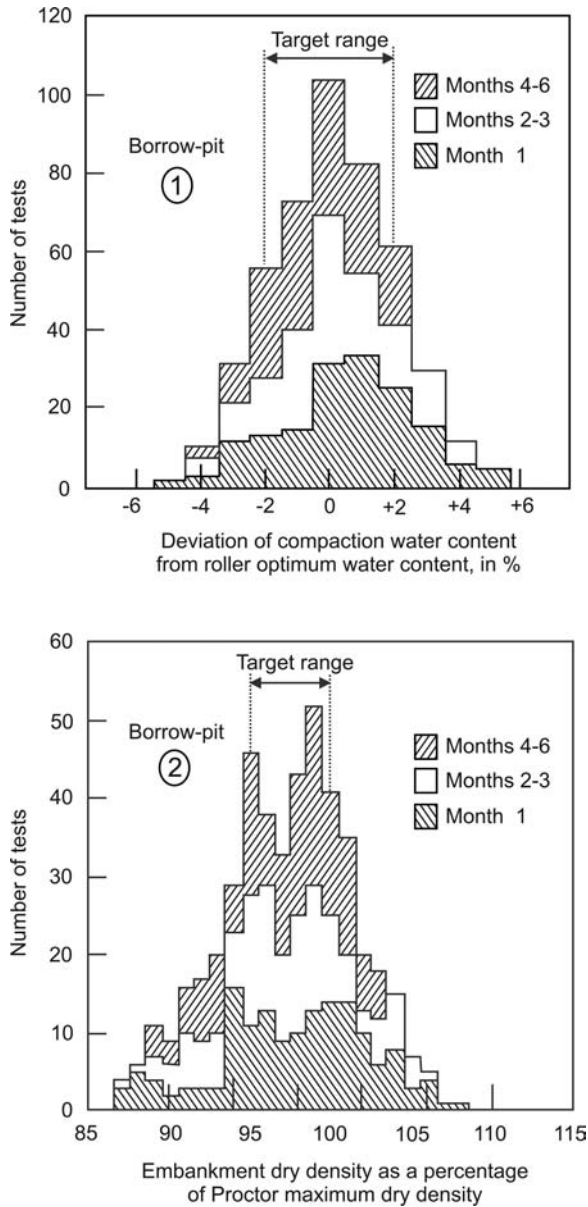 120
100
80
60
40
20
0
Number of tests
Target range
Months 4-6
Months 2-3
Month 1
Borrow-pit
1
-6 -4 -2 0 +2 +4 +6
Deviation of compaction water content
from roller optimum water content, in %
60
50
40
30
20
10
0
Number of tests
Target range
Borrow-pit
2
Months 4-6
Months 2-3
Month 1
85 90 95 100 105 110 115
Embankment dry density as a percentage
of Proctor maximum dry density